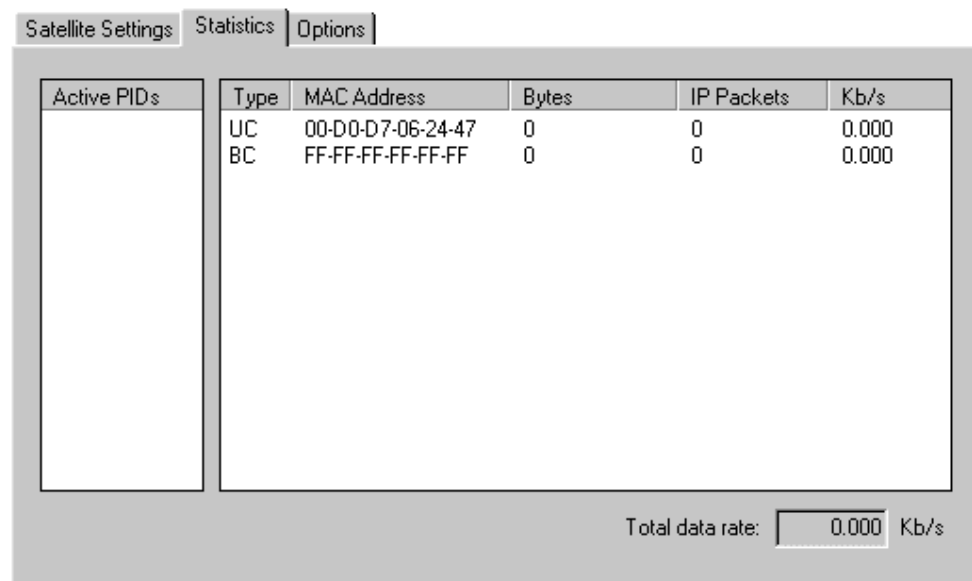 Satellite Settings Statistics Options
Active PIDs Type MAC Address Bytes IP Packets Kb/s
UC 00-D0-D7-06-24-47 0 0 0.000
BC FF-FF-FF-FF-FF-FF 0 0 0.000
Total data rate: 0.000 Kb/s